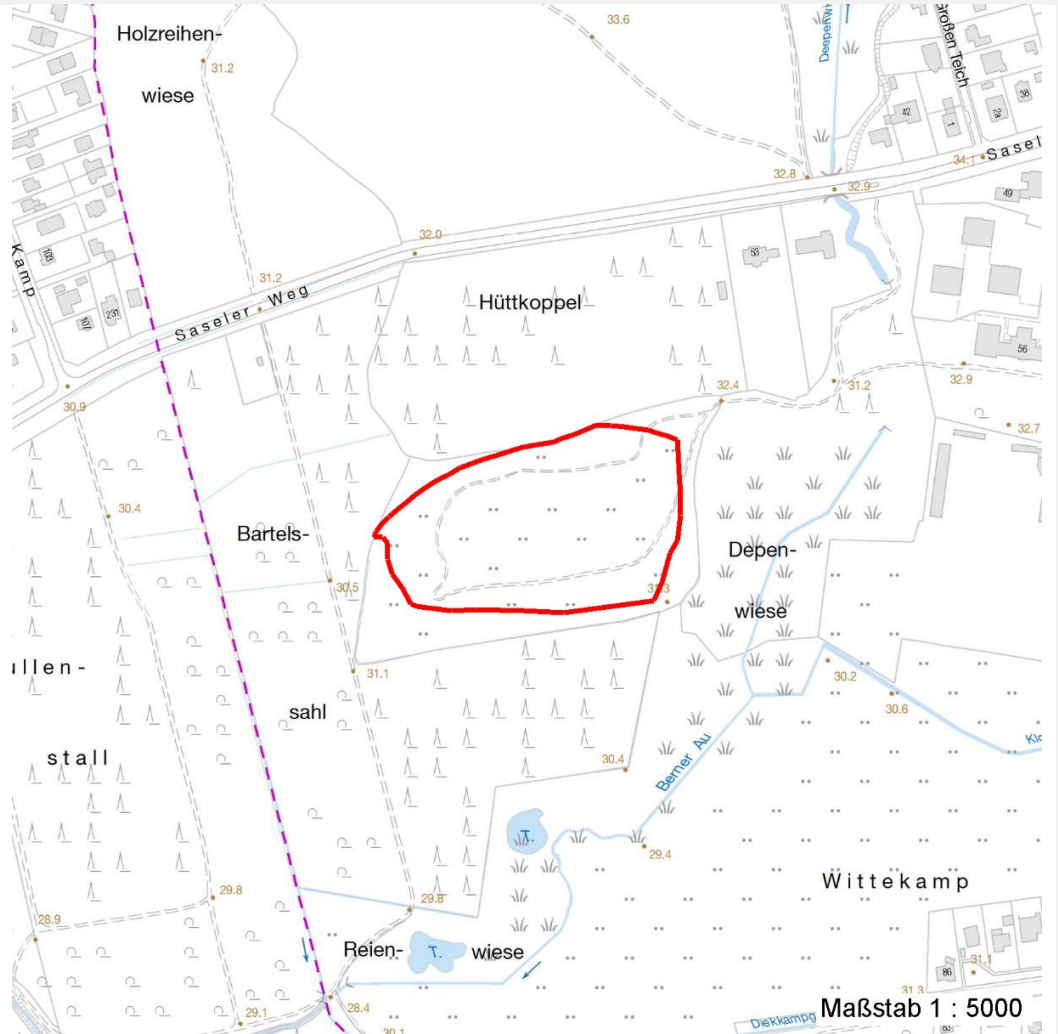 Holzreihen-
wiese
31.2
33.6
Großen Teich
42
1
2a
38
34.1
Sasel
32.8
32.9
49
Kamp
103
107
231
31.2
32.0
Saseler Weg
53
Hüttkoppel
56
30.9
32.4
31.2
32.9
32.7
30.4
Bartels-
sahl
30.5
Depen-
wiese
31.1
stall
30.2
30.6
30.4
Berner Au
T.
29.4
Wittekamp
29.8
29.8
28.9
Reien-
wiese
T.
86
31.1
31.3
28.4
29.1
30.1
Diekkampg
Maßstab 1 : 5000